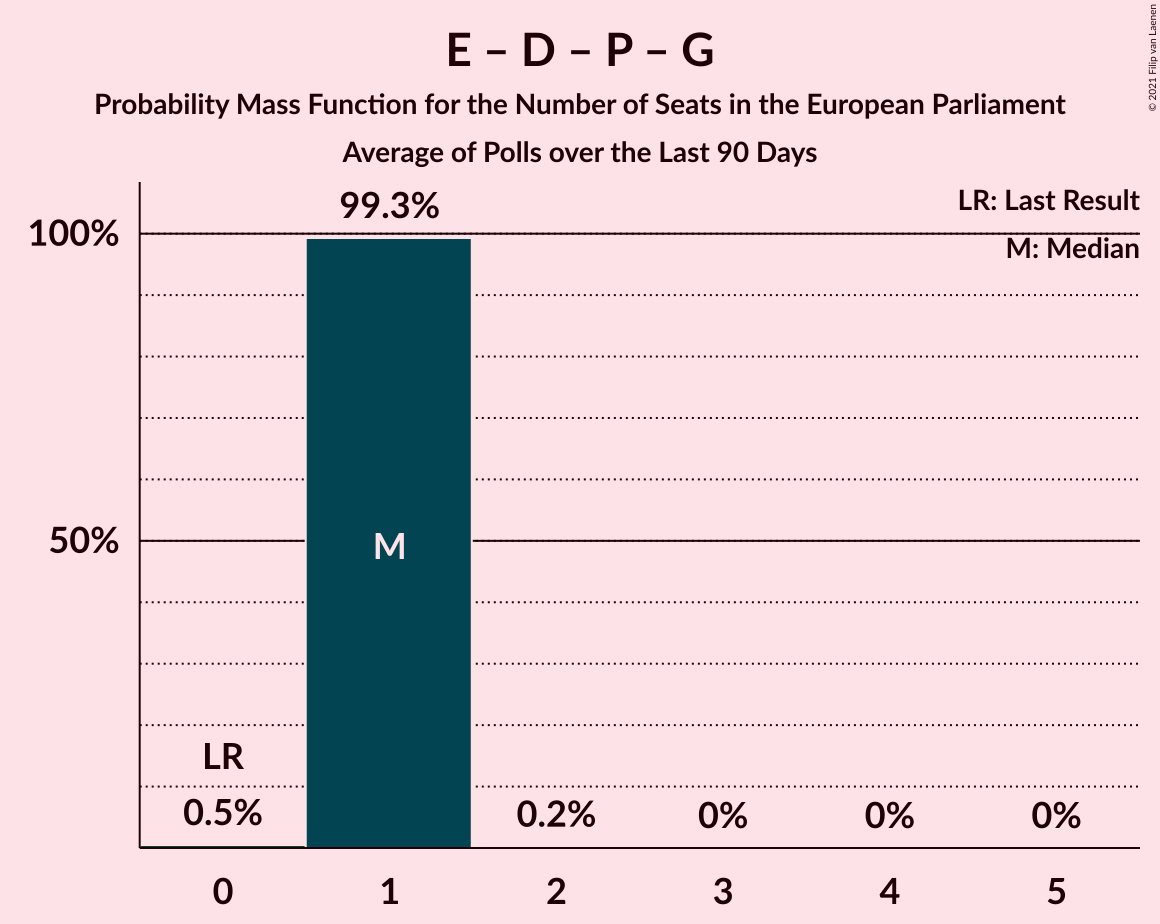 E – D – P – G
Probability Mass Function for the Number of Seats in the European Parliament
Average of Polls over the Last 90 Days
© 2021 Filip van Laenen
LR: Last Result
M: Median
99.3%
100%
50%
M
LR
0.5%
0.2%
0%
0%
0%
0
1
2
3
4
5